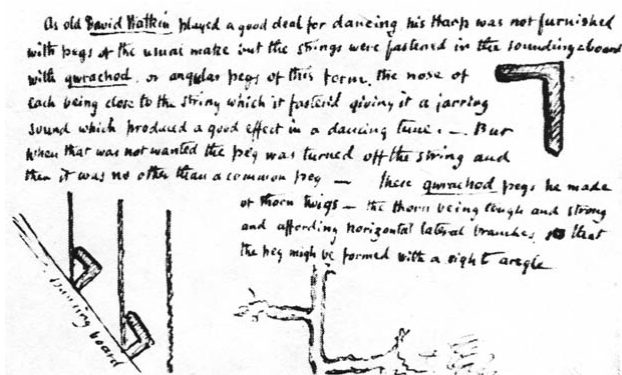 As old David Watkin played a good deal for dancing his Harp was not furnished
with pegs of the usual make but the strings were fastend in the sounding board
with gwrachod, or angular pegs of this form, the nose of
each being close to the string which it fasten'd giving it a jarring
sound which produced a good effect in a dancing tune. — But
when that was not wanted the peg was turned off the string and
then it was no other than a common peg — These gwrachod pegs he made
of thorn twigs — the thorn being tough and strong
and affording horizontal lateral branches, so that
the peg might be formed with a right angle
board